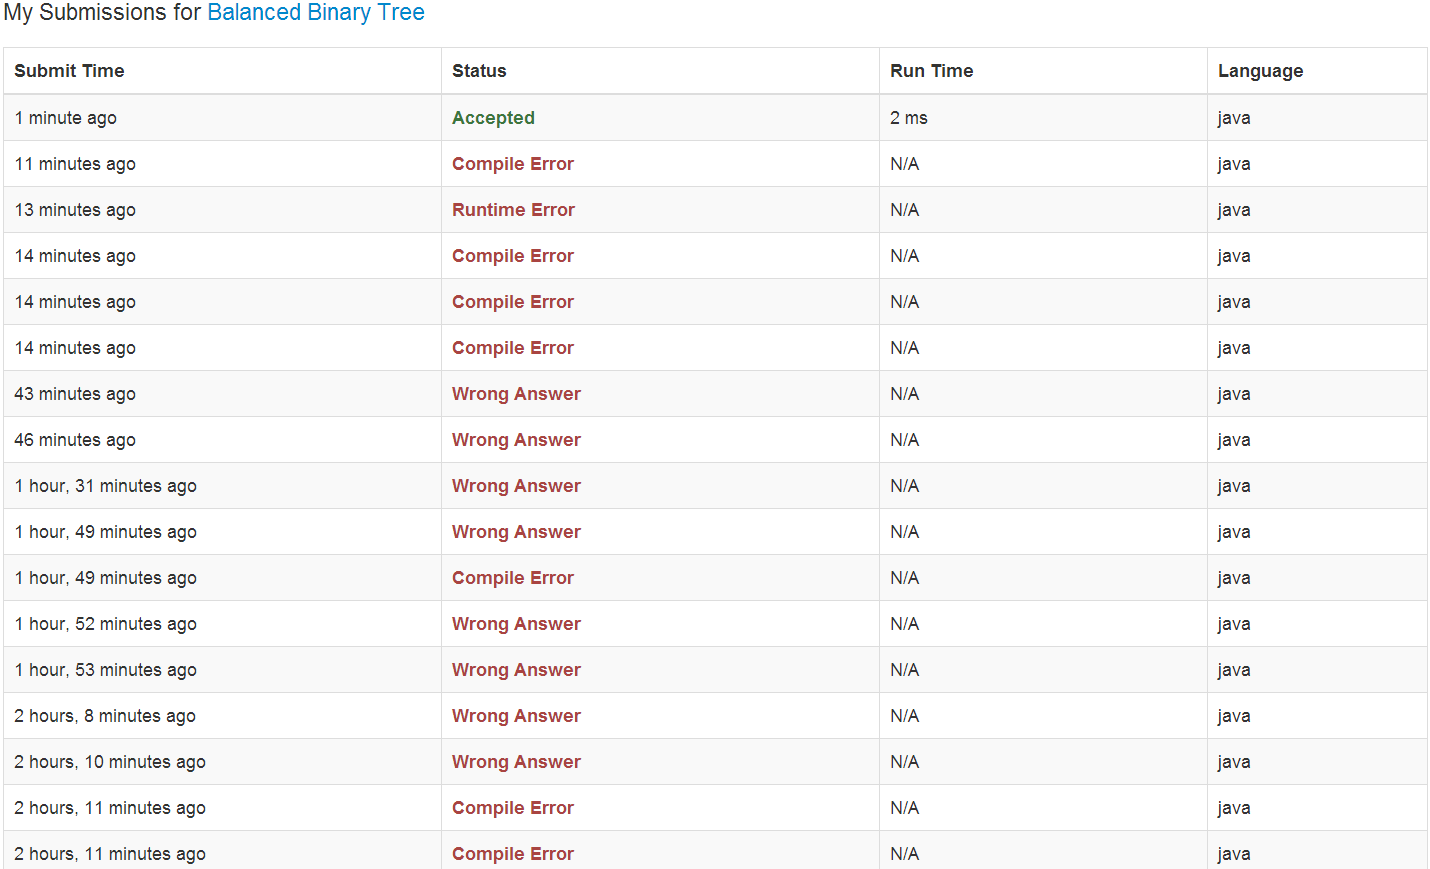 My Submissions for Balanced Binary Tree
Submit Time Status Run Time Language
1 minute ago Accepted 2 ms java
11 minutes ago Compile Error N/A java
13 minutes ago Runtime Error N/A java
14 minutes ago Compile Error N/A java
14 minutes ago Compile Error N/A java
14 minutes ago Compile Error N/A java
43 minutes ago Wrong Answer N/A java
46 minutes ago Wrong Answer N/A java
1 hour, 31 minutes ago Wrong Answer N/A java
1 hour, 49 minutes ago Wrong Answer N/A java
1 hour, 49 minutes ago Compile Error N/A java
1 hour, 52 minutes ago Wrong Answer N/A java
1 hour, 53 minutes ago Wrong Answer N/A java
2 hours, 8 minutes ago Wrong Answer N/A java
2 hours, 10 minutes ago Wrong Answer N/A java
2 hours, 11 minutes ago Compile Error N/A java
2 hours, 11 minutes ago Compile Error N/A java